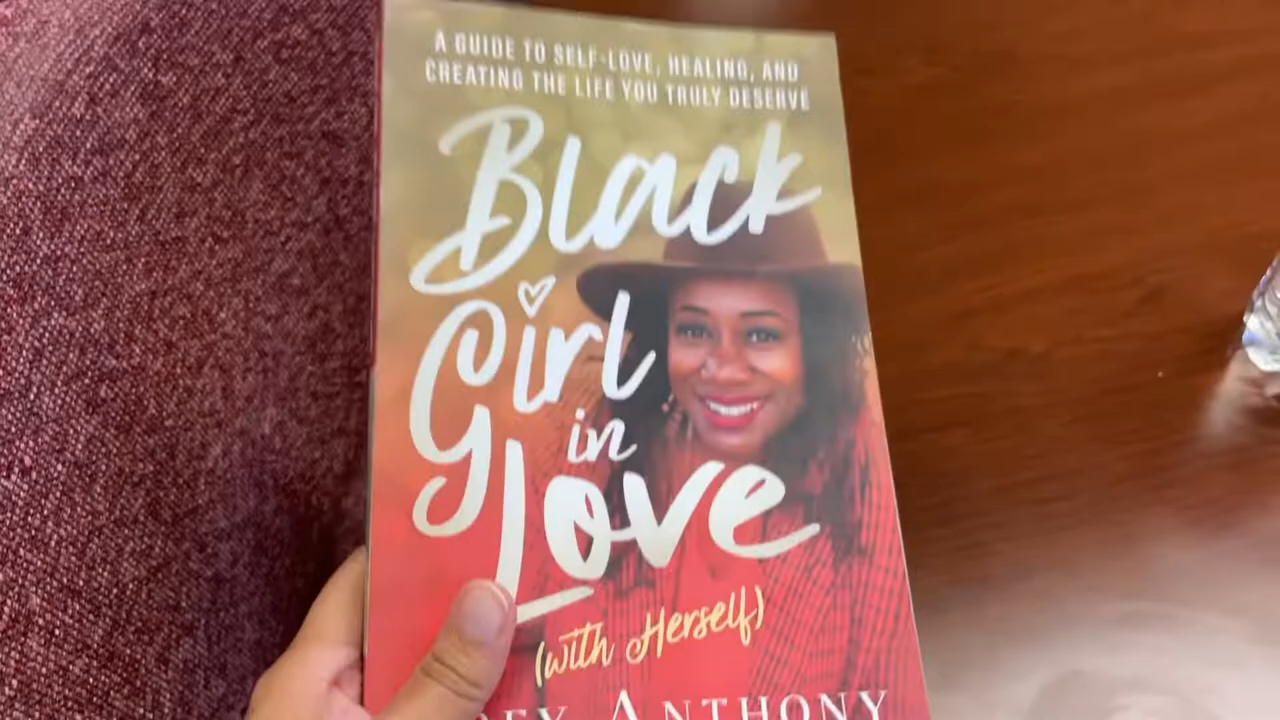 A GUIDE TO SELF-LOVE, HEALING, AND
CREATING THE LIFE YOU TRULY DESERVE
Black
Girl
in
Love
(with Herself)
ANTHONY